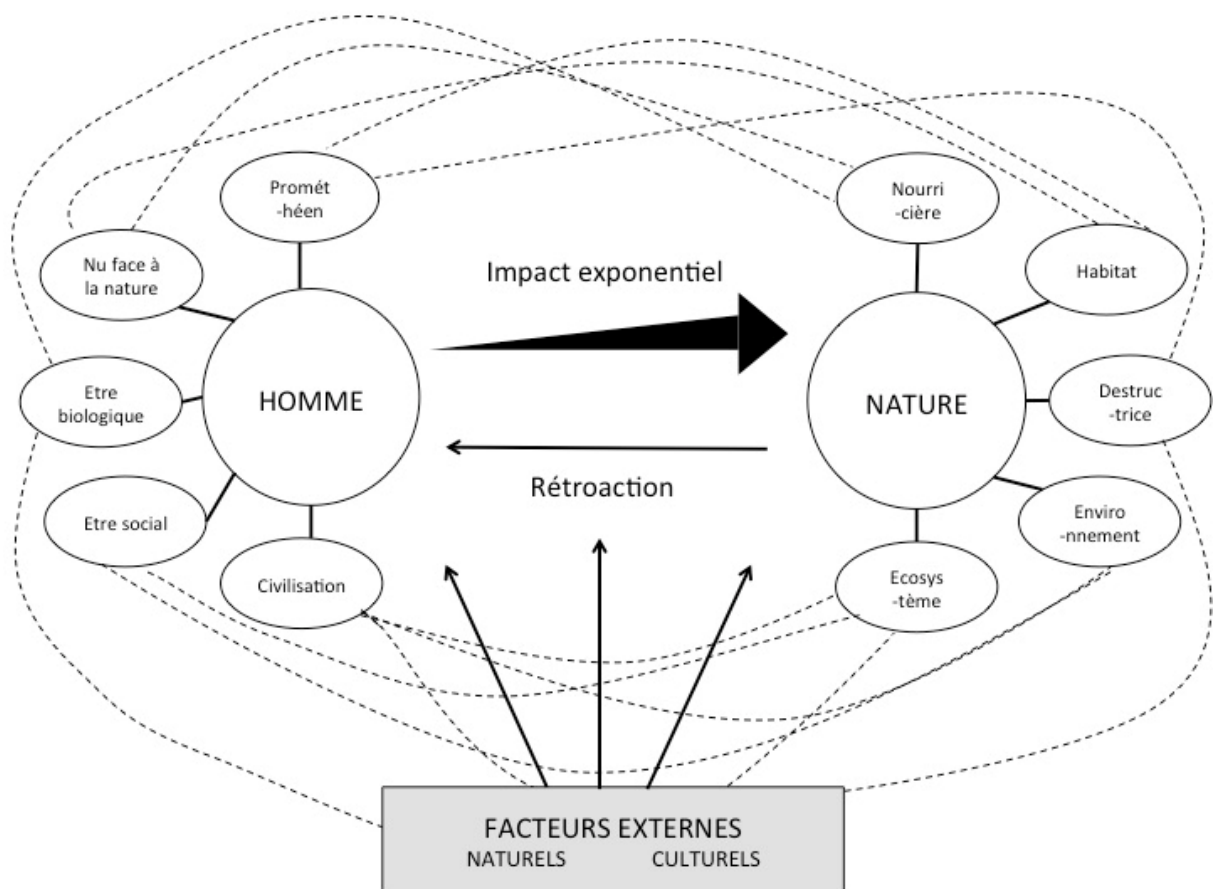 Promét
-héen
Nourri
-cière
Nu face à
la nature
Impact exponentiel
Habitat
Etre
biologique
HOMME
NATURE
Destruc
-trice
Rétroaction
Etre social
Enviro
-nnement
Civilisation
Ecosys
-tème
FACTEURS EXTERNES
NATURELS CULTURELS